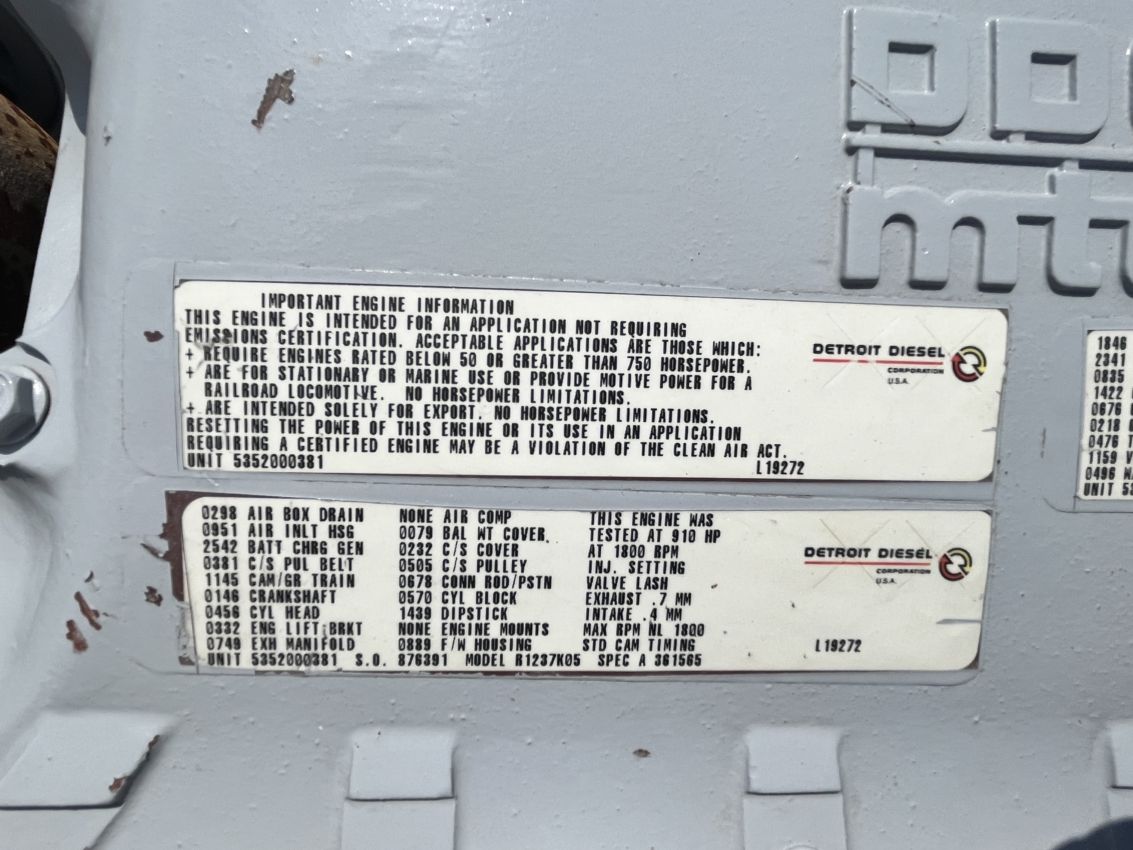 DD
mtu
IMPORTANT ENGINE INFORMATION
THIS ENGINE IS INTENDED FOR AN APPLICATION NOT REQUIRING
EMISSIONS CERTIFICATION. ACCEPTABLE APPLICATIONS ARE THOSE WHICH:
+ REQUIRE ENGINES RATED BELOW 50 OR GREATER THAN 750 HORSEPOWER.
+ ARE FOR STATIONARY OR MARINE USE OR PROVIDE MOTIVE POWER FOR A
RAILROAD LOCOMOTIVE. NO HORSEPOWER LIMITATIONS.
+ ARE INTENDED SOLELY FOR EXPORT. NO HORSEPOWER LIMITATIONS.
RESETTING THE POWER OF THIS ENGINE OR ITS USE IN AN APPLICATION
REQUIRING A CERTIFIED ENGINE MAY BE A VIOLATION OF THE CLEAN AIR ACT.
UNIT 5352000381 L19272
DETROIT DIESEL
CORPORATION
U.S.A.
0298 AIR BOX DRAIN NONE AIR COMP THIS ENGINE WAS
0951 AIR INLT HSG 0079 BAL WT COVER TESTED AT 910 HP
2542 BATT CHRG GEN 0232 C/S COVER AT 1800 RPM
0381 C/S PUL BELT 0505 C/S PULLEY INJ. SETTING
1145 CAM/GR TRAIN 0678 CONN ROD/PSTN VALVE LASH
0146 CRANKSHAFT 0570 CYL BLOCK EXHAUST .7 MM
0456 CYL HEAD 1439 DIPSTICK INTAKE .4 MM
0332 ENG LIFT BRKT NONE ENGINE MOUNTS MAX RPM NL 1800
0749 EXH MANIFOLD 0889 F/W HOUSING STD CAM TIMING L19272
UNIT 5352000381 S.O. 876391 MODEL R1237K05 SPEC A 361565
DETROIT DIESEL
CORPORATION
U.S.A.
1846
2341
0835
1422
0676
0218
0476 T
1159 V
0496 W
UNIT 53